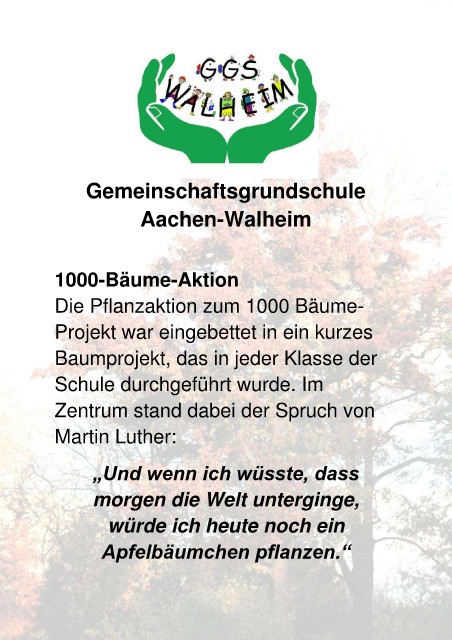 GGS
WALHEIM
Gemeinschaftsgrundschule
Aachen-Walheim
1000-Bäume-Aktion
Die Pflanzaktion zum 1000 Bäume-
Projekt war eingebettet in ein kurzes
Baumprojekt, das in jeder Klasse der
Schule durchgeführt wurde. Im
Zentrum stand dabei der Spruch von
Martin Luther:
„Und wenn ich wüsste, dass
morgen die Welt unterginge,
würde ich heute noch ein
Apfelbäumchen pflanzen.“